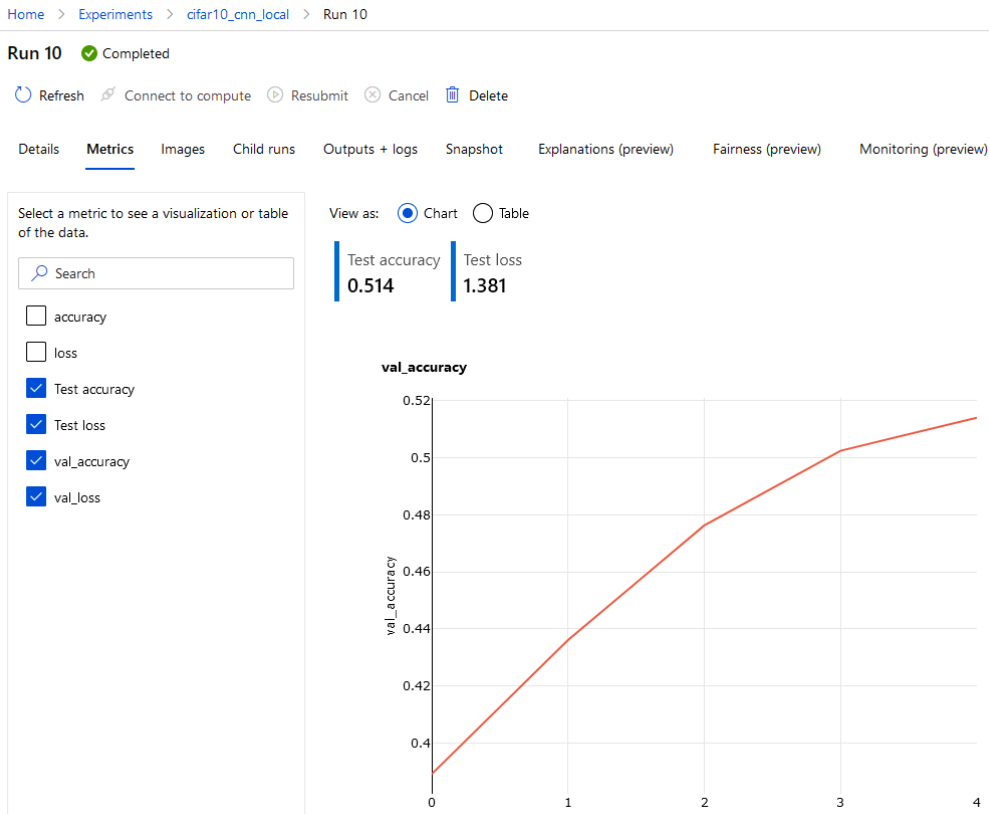 Home > Experiments > cifar10_cnn_local > Run 10
Run 10 Completed
Refresh Connect to compute Resubmit Cancel Delete
Details Metrics Images Child runs Outputs + logs Snapshot Explanations (preview) Fairness (preview) Monitoring (preview)
Select a metric to see a visualization or table
of the data.
Search
accuracy
loss
Test accuracy
Test loss
val_accuracy
val_loss
View as: Chart Table
Test accuracy Test loss
0.514 1.381
val_accuracy
0.52
0.5
0.48
0.46
0.44
0.42
0.4
val_accuracy
0 1 2 3 4